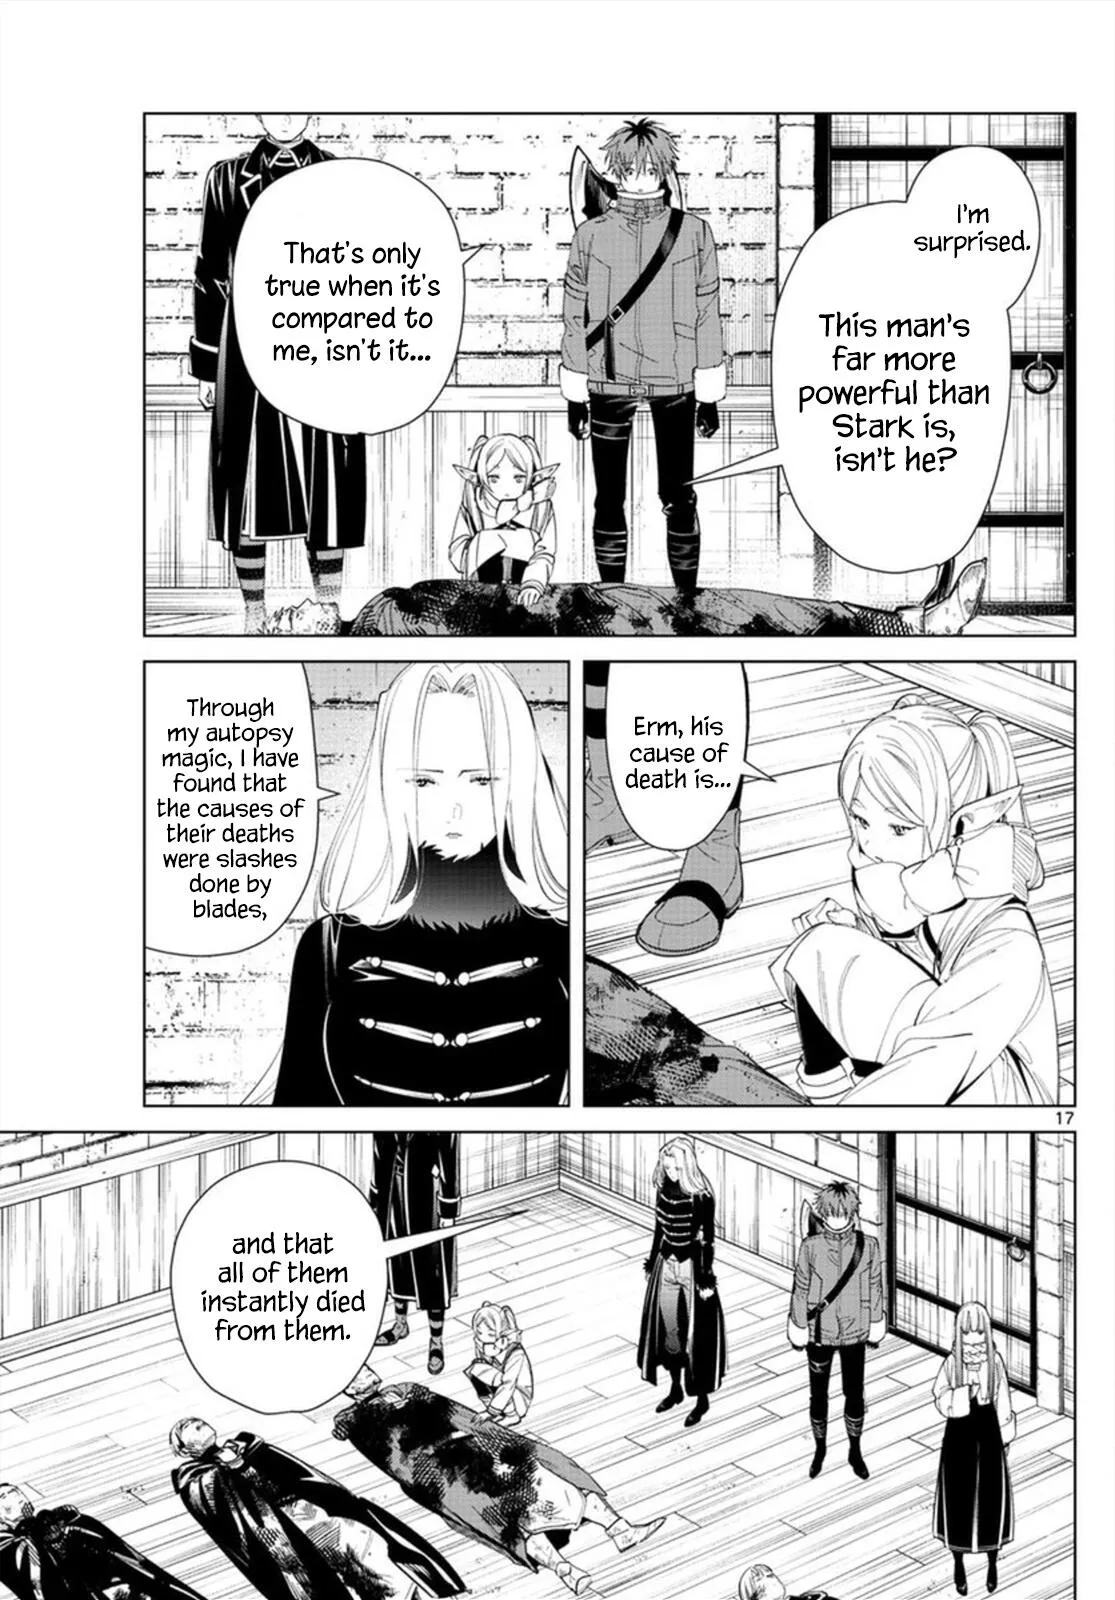 I'm
surprised.
This man's
far more
powerful than
Stark is,
isn't he?
That's only
true when it's
compared to
me, isn't it...
Erm, his
cause of
death is...
Through
my autopsy
magic, I have
found that
the causes of
their deaths
were slashes
done by
blades,
17
and that
all of them
instantly died
from them.